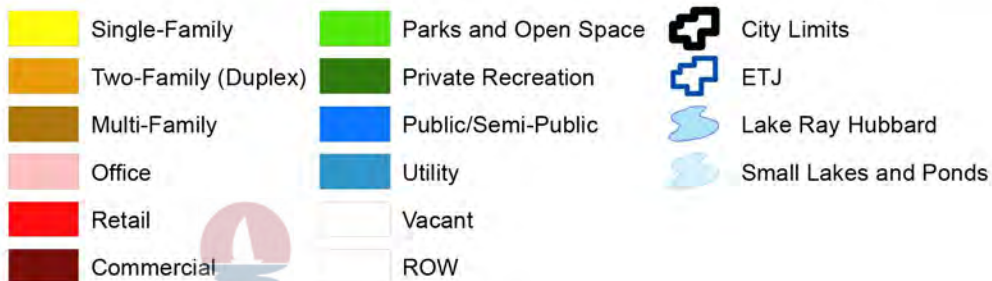 Single-Family
Two-Family (Duplex)
Multi-Family
Office
Retail
Commercial
Parks and Open Space
Private Recreation
Public/Semi-Public
Utility
Vacant
ROW
City Limits
ETJ
Lake Ray Hubbard
Small Lakes and Ponds